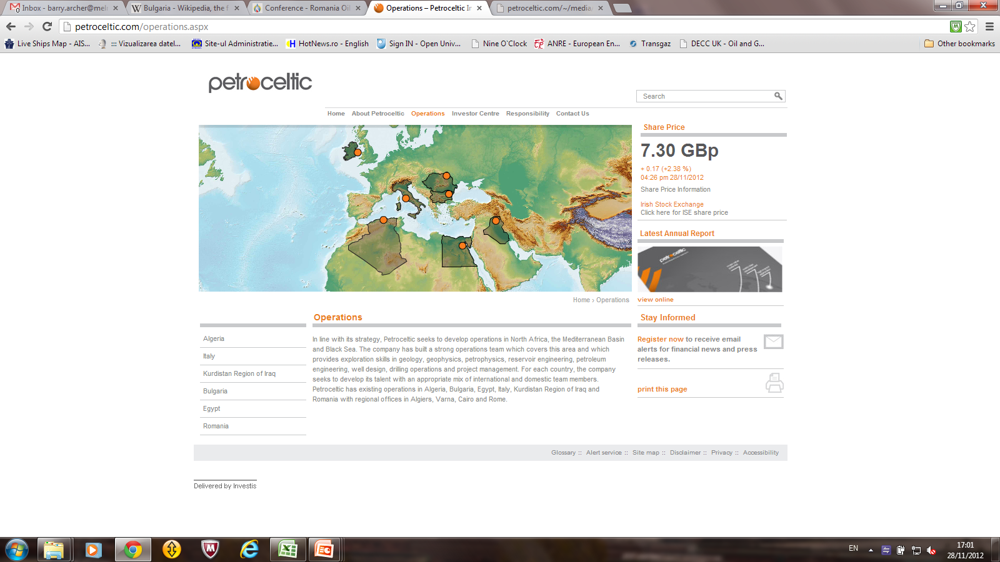 Inbox - barry.archer@mel
Bulgaria - Wikipedia, the f
Conference - Romania Oil
Operations – Petroceltic In
petroceltic.com/~/media
petroceltic.com/operations.aspx
Live Ships Map - AIS...
::: Vizualizarea datel...
Site-ul Administratie...
HotNews.ro - English
Sign IN - Open Univ...
Nine O`Clock
ANRE - European En...
Transgaz
DECC UK - Oil and G...
Other bookmarks
petroceltic
Search
Home About Petroceltic Operations Investor Centre Responsibility Contact Us
Share Price
7.30 GBp
+ 0.17 (+2.38 %)
04:26 pm 28/11/2012
Share Price Information
Irish Stock Exchange
Click here for ISE share price
Latest Annual Report
petroceltic
view online
Home › Operations
Algeria
Italy
Kurdistan Region of Iraq
Bulgaria
Egypt
Romania
Operations
In line with its strategy, Petroceltic seeks to develop operations in North Africa, the Mediterranean Basin
and Black Sea. The company has built a strong operations team which covers this area and which
provides exploration skills in geology, geophysics, petrophysics, reservoir engineering, petroleum
engineering, well design, drilling operations and project management. For each country, the company
seeks to develop its talent with an appropriate mix of international and domestic team members.
Petroceltic has existing operations in Algeria, Bulgaria, Egypt, Italy, Kurdistan Region of Iraq and
Romania with regional offices in Algiers, Varna, Cairo and Rome.
Stay Informed
Register now to receive email
alerts for financial news and press
releases.
print this page
Glossary :: Alert service :: Site map :: Disclaimer :: Privacy :: Accessibility
Delivered by Investis
EN
17:01
28/11/2012